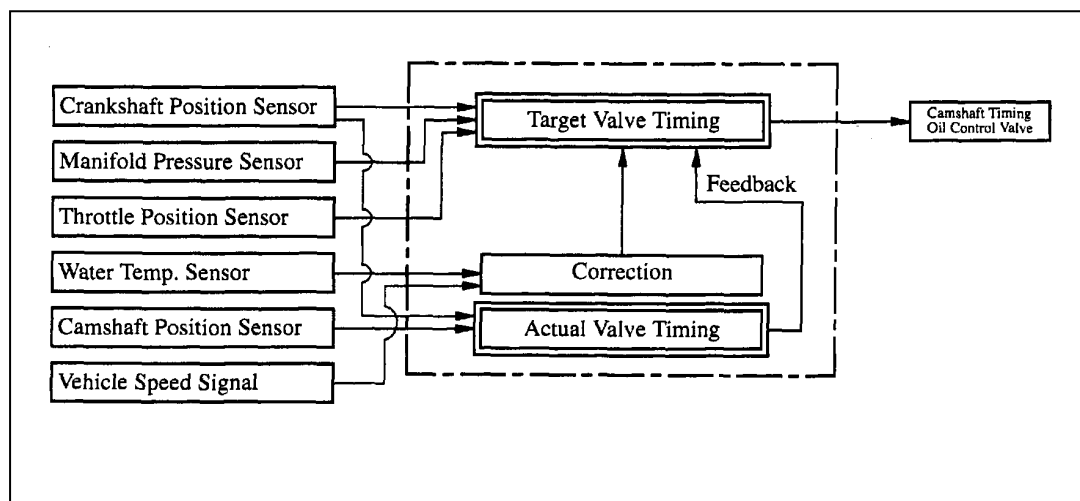 Crankshaft Position Sensor
Manifold Pressure Sensor
Throttle Position Sensor
Water Temp. Sensor
Camshaft Position Sensor
Vehicle Speed Signal
Target Valve Timing
Feedback
Correction
Actual Valve Timing
Camshaft Timing
Oil Control Valve